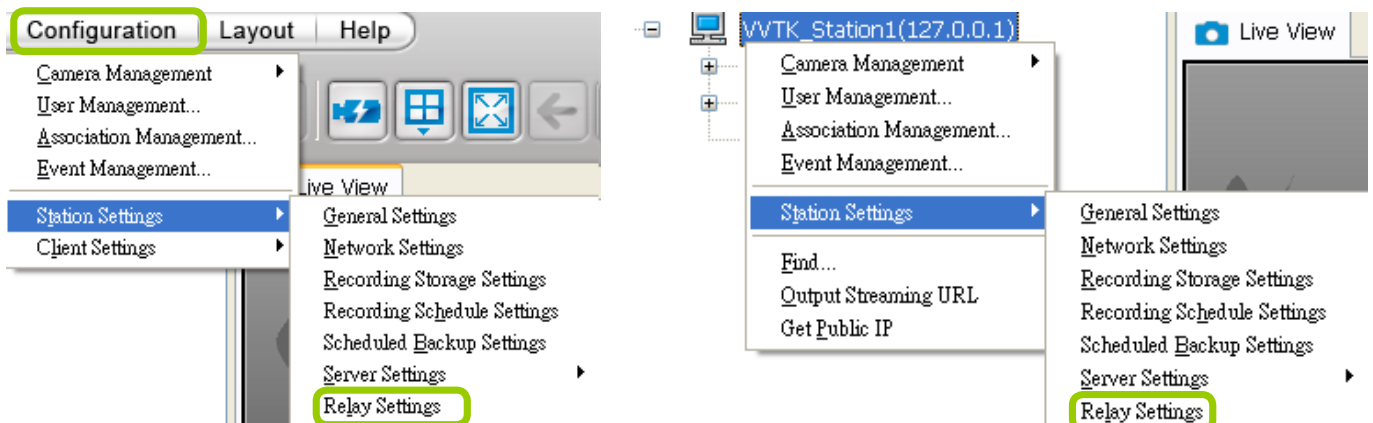 Configuration Layout Help
Camera Management
User Management...
Association Management...
Event Management...
Live View
Station Settings
Client Settings
General Settings
Network Settings
Recording Storage Settings
Recording Schedule Settings
Scheduled Backup Settings
Server Settings
Relay Settings
VVTK_Station1(127.0.0.1)
Live View
Camera Management
User Management...
Association Management...
Event Management...
Station Settings
Find...
Output Streaming URL
Get Public IP
General Settings
Network Settings
Recording Storage Settings
Recording Schedule Settings
Scheduled Backup Settings
Server Settings
Relay Settings